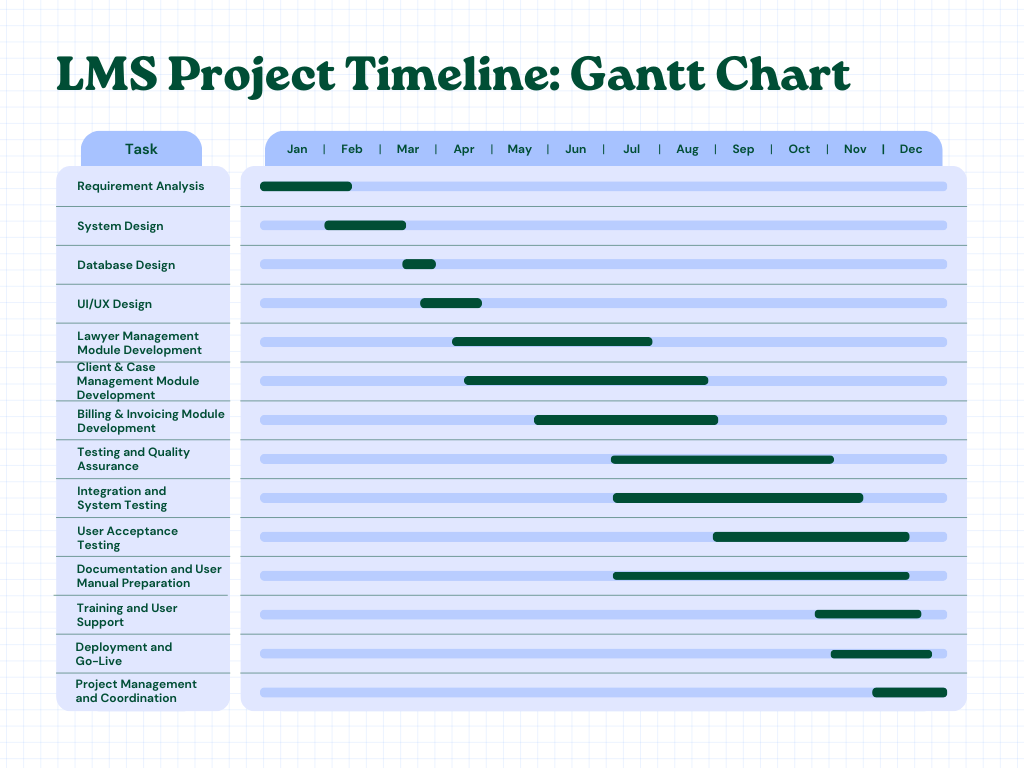 LMS Project Timeline: Gantt Chart
Task
Jan | Feb | Mar | Apr | May | Jun | Jul | Aug | Sep | Oct | Nov | Dec
Requirement Analysis
System Design
Database Design
UI/UX Design
Lawyer Management
Module Development
Client & Case
Management Module
Development
Billing & Invoicing Module
Development
Testing and Quality
Assurance
Integration and
System Testing
User Acceptance
Testing
Documentation and User
Manual Preparation
Training and User
Support
Deployment and
Go-Live
Project Management
and Coordination